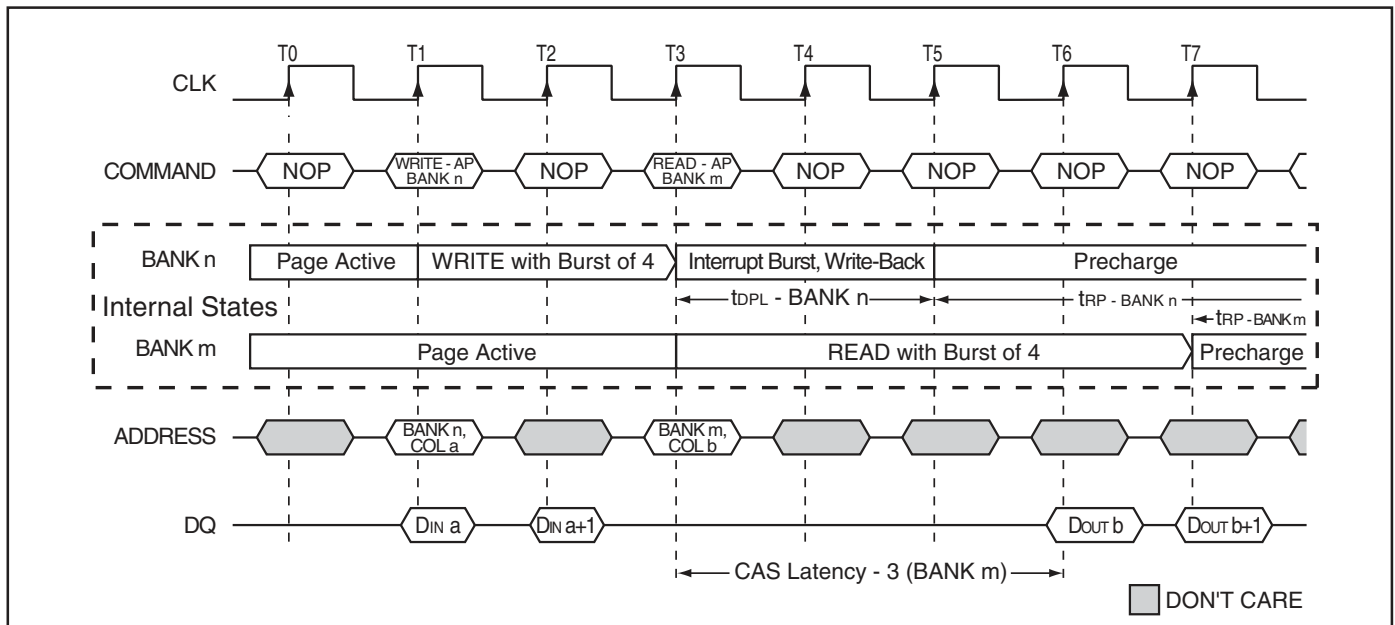 T0 T1 T2 T3 T4 T5 T6 T7
CLK
COMMAND NOP WRITE - AP BANK n NOP READ - AP BANK m NOP NOP NOP NOP
BANK n Page Active WRITE with Burst of 4 Interrupt Burst, Write-Back Precharge
tDPL - BANK n tRP - BANK n
Internal States
tRP - BANK m
BANK m Page Active READ with Burst of 4 Precharge
ADDRESS BANK n, COL a BANK m, COL b
DQ DIN a DIN a+1 DOUT b DOUT b+1
CAS Latency - 3 (BANK m)
DON'T CARE